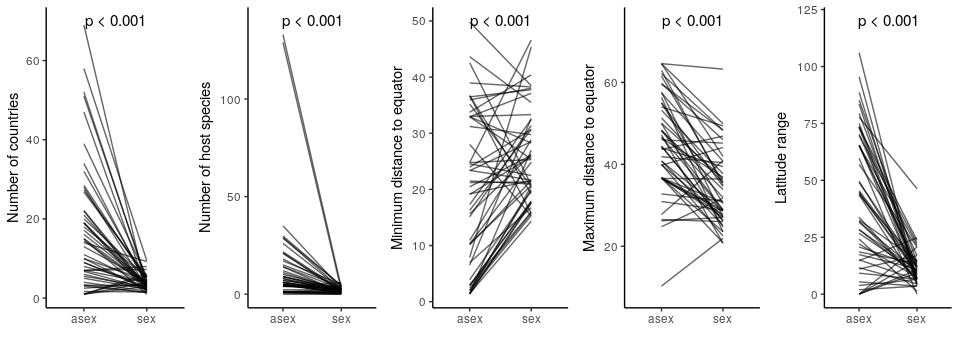 Number of countries
p < 0.001
60
40
20
0
asex
sex
Number of host species
p < 0.001
100
50
0
asex
sex
Minimum distance to equator
p < 0.001
50
40
30
20
10
0
asex
sex
Maximum distance to equator
p < 0.001
60
40
20
asex
sex
Latitude range
p < 0.001
125
100
75
50
25
0
asex
sex